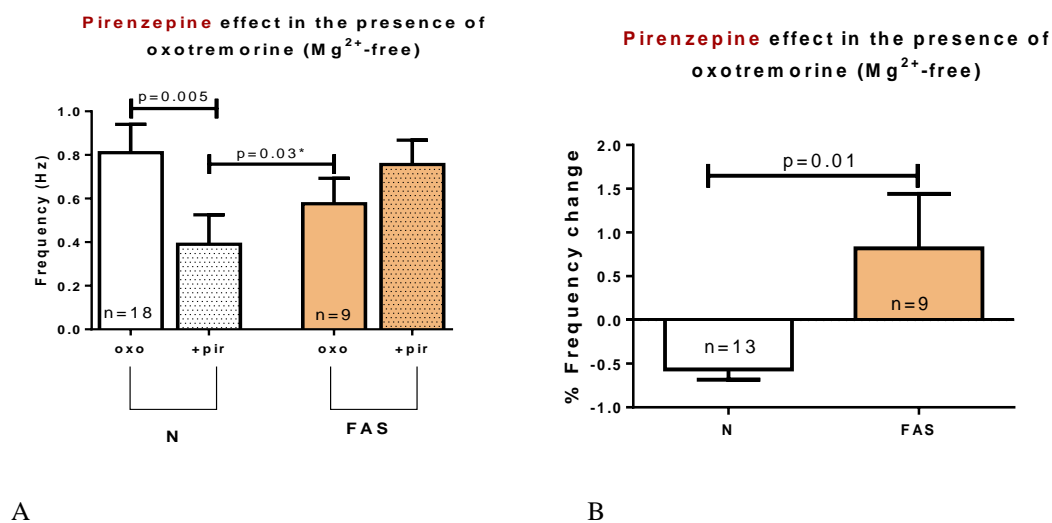 Pirenzepine effect in the presence of
oxotremorine (Mg²⁺-free)
p=0.005
p=0.03*
Frequency (Hz)
1.0
0.8
0.6
0.4
0.2
0.0
n=18
n=9
oxo
+pir
oxo
+pir
N
FAS
A
Pirenzepine effect in the presence of
oxotremorine (Mg²⁺-free)
p=0.01
% Frequency change
2.0
1.5
1.0
0.5
0.0
-0.5
-1.0
n=13
n=9
N
FAS
B